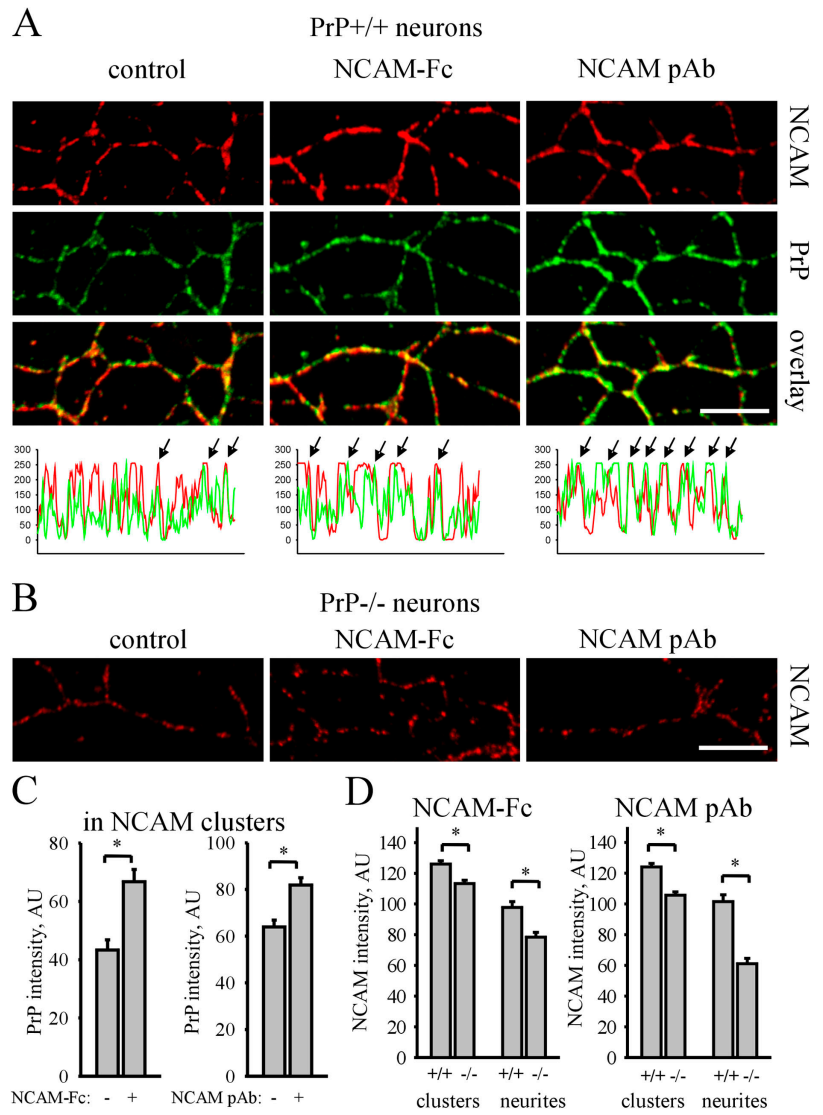 A
PrP+/+ neurons
control NCAM-Fc NCAM pAb
NCAM
PrP
overlay
300 300 300
250 250 250
200 200 200
150 150 150
100 100 100
50 50 50
0 0 0
B
PrP-/- neurons
control NCAM-Fc NCAM pAb
NCAM
C
in NCAM clusters
PrP intensity, AU
80
60
40
20
0
*
NCAM-Fc: - +
PrP intensity, AU
100
80
60
40
20
0
*
NCAM pAb: - +
D
NCAM-Fc
NCAM intensity, AU
140
120
100
80
60
40
120
0
* *
+/+ -/- +/+ -/-
clusters neurites
NCAM pAb
NCAM intensity, AU
140
120
100
80
60
40
120
0
* *
+/+ -/- +/+ -/-
clusters neurites